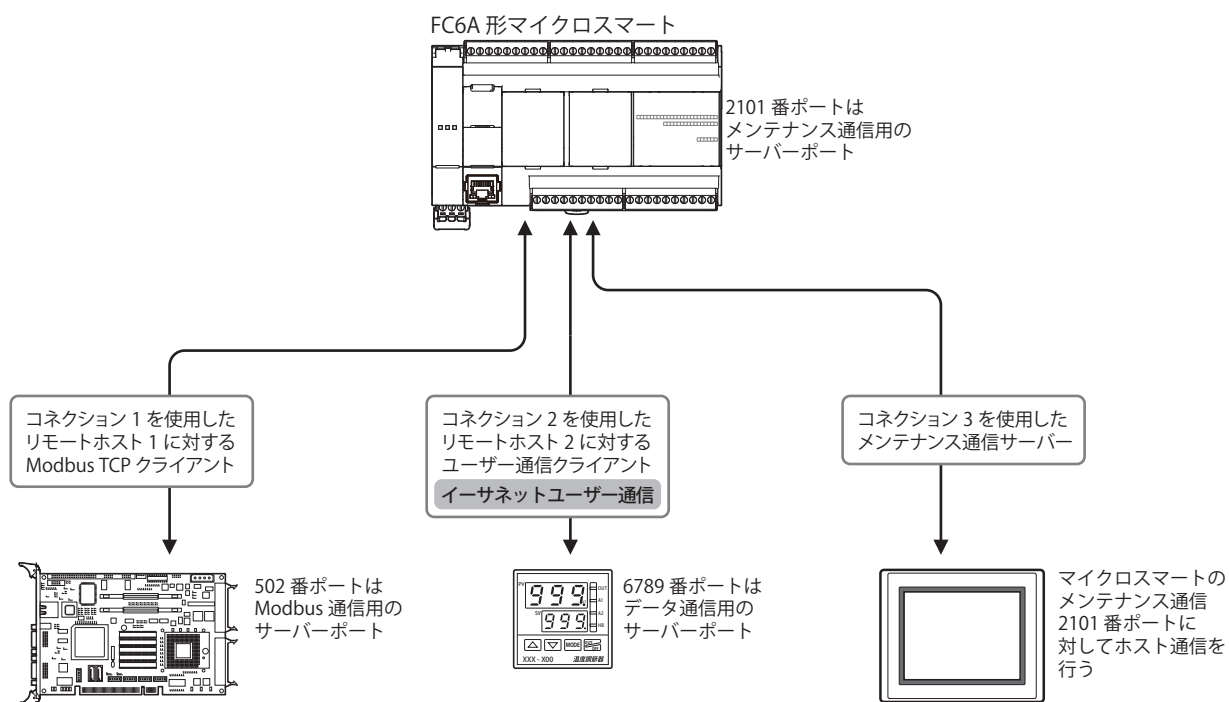 FC6A 形マイクロスマート
2101 番ポートは
メンテナンス通信用の
サーバーポート
コネクション 1 を使用した
リモートホスト 1 に対する
Modbus TCP クライアント
コネクション 2 を使用した
リモートホスト 2 に対する
ユーザー通信クライアント
イーサネットユーザー通信
コネクション 3 を使用した
メンテナンス通信サーバー
502 番ポートは
Modbus 通信用の
サーバーポート
PV
999.
OUT
A1
SV
999.
A2
HB
MODE
XXX - X00 温度調節器
6789 番ポートは
データ通信用の
サーバーポート
マイクロスマートの
メンテナンス通信
2101 番ポートに
対してホスト通信を
行う